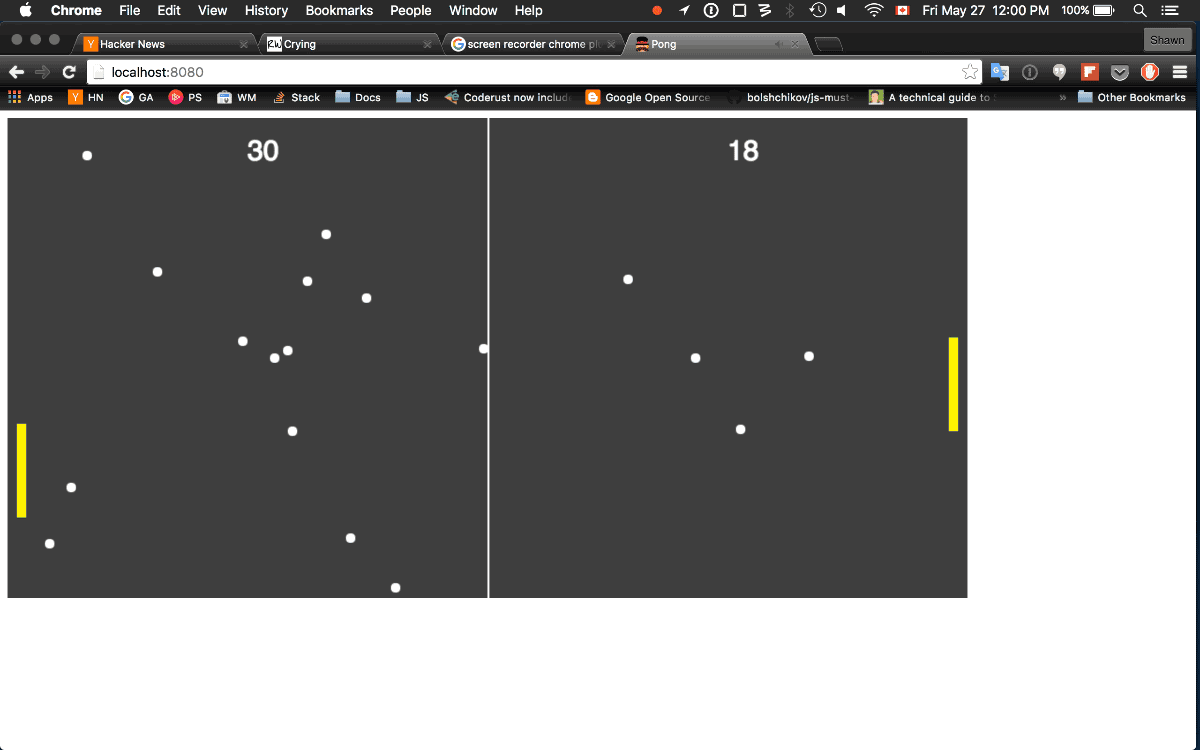 Chrome File Edit View History Bookmarks People Window Help Fri May 27 12:00 PM 100%
Y Hacker News RW Crying G screen recorder chrome Pong Shawn
localhost:8080
Apps Y HN G GA PS WM Stack Docs JS Coderust now includ Google Open Source bolshchikov/js-must- A technical guide to » Other Bookmarks
30 18